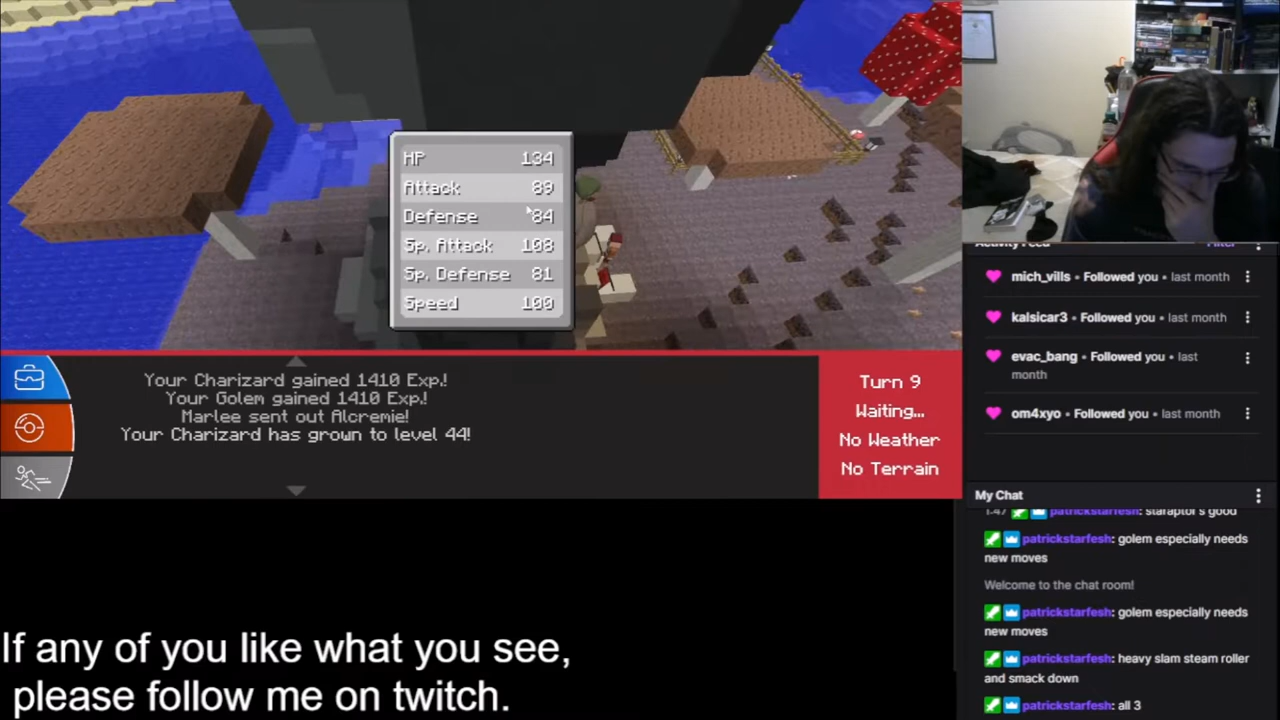 HP 134
Attack 89
Defense 84
Sp. Attack 108
Sp. Defense 81
Speed 100
Your Charizard gained 1410 Exp.!
Your Golem gained 1410 Exp.!
Marlee sent out Alcremie!
Your Charizard has grown to level 44!
Turn 9
Waiting...
No Weather
No Terrain
If any of you like what you see,
please follow me on twitch.
Activity Feed
Filter
mich_vills • Followed you • last month
kalsicar3 • Followed you • last month
evac_bang • Followed you • last
month
om4xyo • Followed you • last month
My Chat
1:47 patrickstarfesh: staraptor's good
patrickstarfesh: golem especially needs
new moves
Welcome to the chat room!
patrickstarfesh: golem especially needs
new moves
patrickstarfesh: heavy slam steam roller
and smack down
patrickstarfesh: all 3